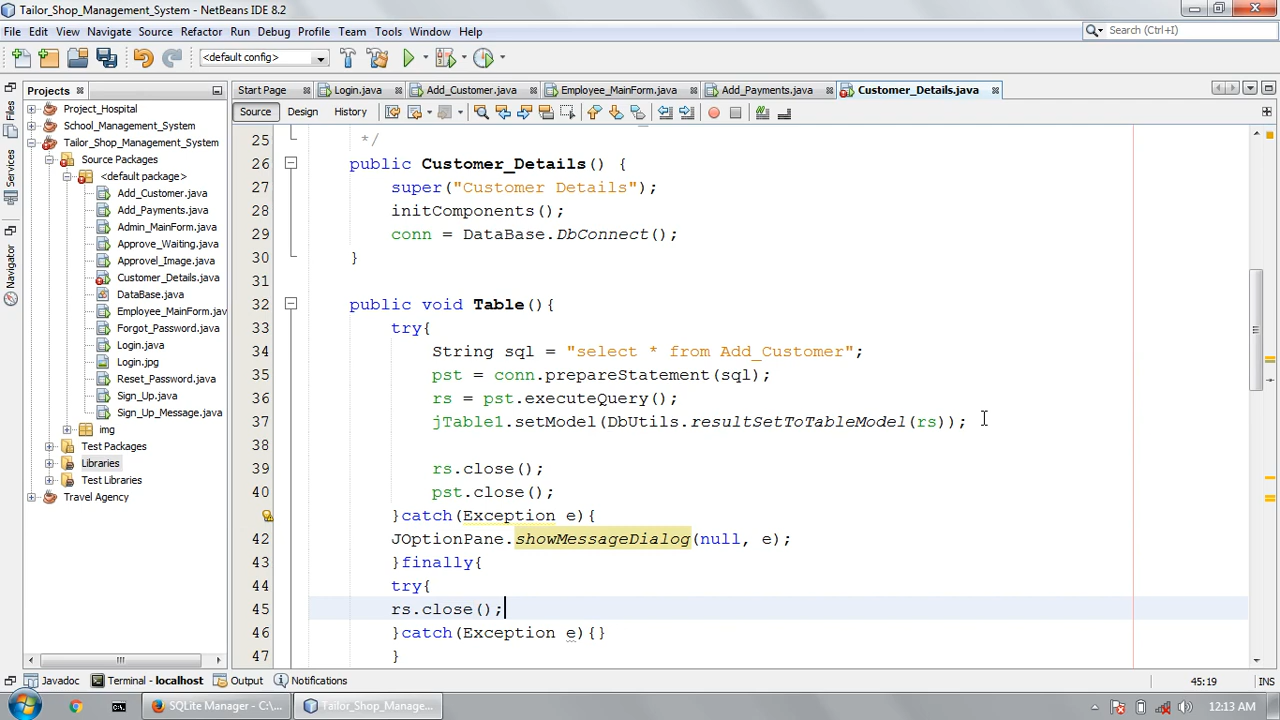 Tailor_Shop_Management_System - NetBeans IDE 8.2
File Edit View Navigate Source Refactor Run Debug Profile Team Tools Window Help
Search (Ctrl+I)
<default config>
Projects
Start Page
Login.java
Add_Customer.java
Employee_MainForm.java
Add_Payments.java
Customer_Details.java
Source Design History
Files
Services
Navigator
Project_Hospital
School_Management_System
Tailor_Shop_Management_System
Source Packages
<default package>
Add_Customer.java
Add_Payments.java
Admin_MainForm.java
Approve_Waiting.java
Approvel_Image.java
Customer_Details.java
DataBase.java
Employee_MainForm.java
Forgot_Password.java
Login.java
Login.jpg
Reset_Password.java
Sign_Up.java
Sign_Up_Message.java
img
Test Packages
Libraries
Test Libraries
Travel Agency
25 */
26 public Customer_Details() {
27 super("Customer Details");
28 initComponents();
29 conn = DataBase.DbConnect();
30 }
31
32 public void Table(){
33 try{
34 String sql = "select * from Add_Customer";
35 pst = conn.prepareStatement(sql);
36 rs = pst.executeQuery();
37 jTable1.setModel(DbUtils.resultSetToTableModel(rs));
38
39 rs.close();
40 pst.close();
}catch(Exception e){
42 JOptionPane.showMessageDialog(null, e);
43 }finally{
44 try{
45 rs.close();
46 }catch(Exception e){}
47 }
Javadoc
Terminal - localhost
Output
Notifications
45:19
INS
SQLite Manager - C:\...
Tailor_Shop_Manage...
12:13 AM